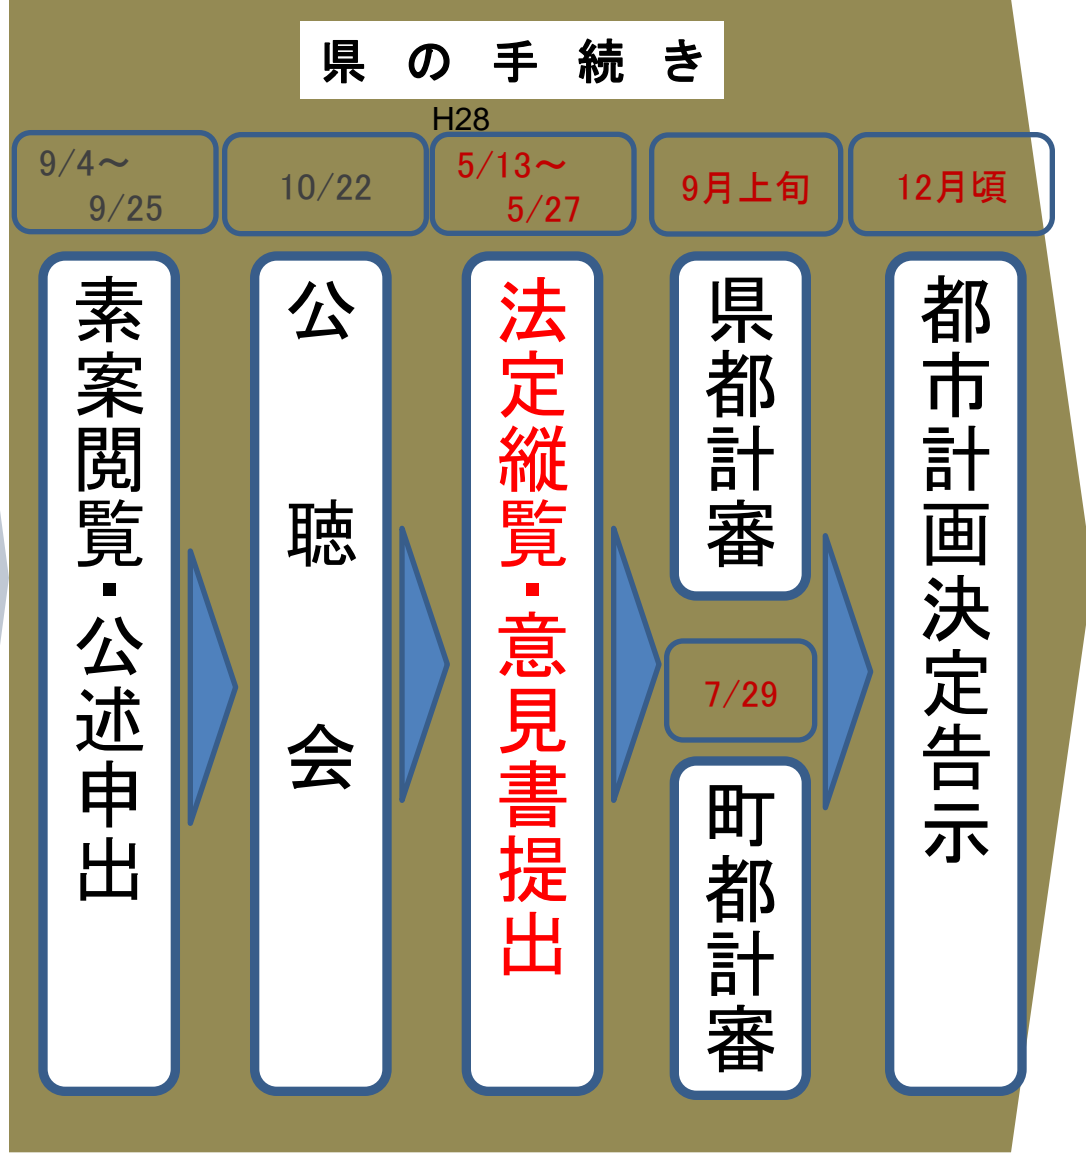 県の手続き
H28
9/4～
9/25
10/22
5/13～
5/27
9月上旬
12月頃
素案閲覧・公述申出
公聴会
法定縦覧・意見書提出
県都計審
7/29
町都計審
都市計画決定告示